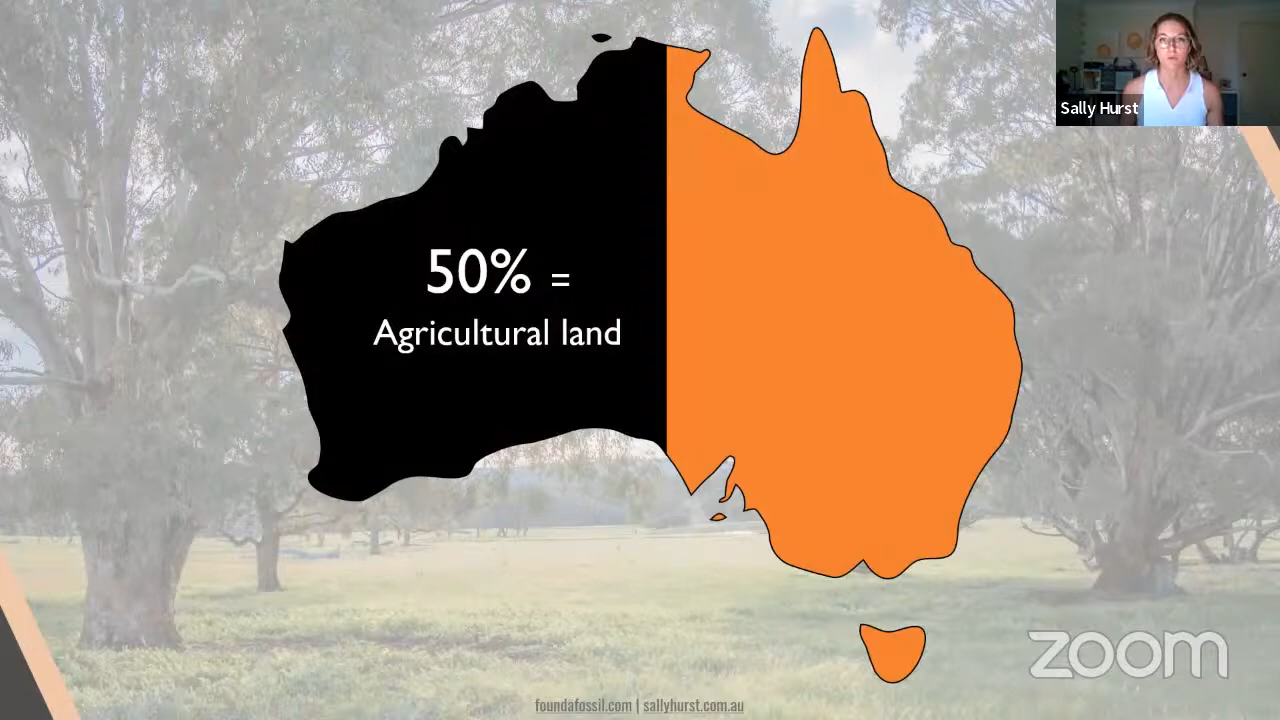 Sally Hurst
50% =
Agricultural land
zoom
foundafossil.com | sallyhurst.com.au